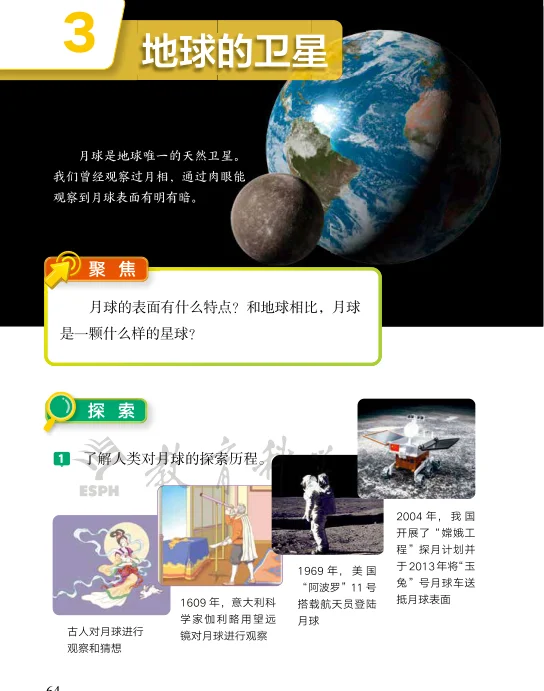 3
地球的卫星
月球是地球唯一的天然卫星。
我们曾经观察过月相，通过肉眼能
观察到月球表面有明有暗。
聚焦
月球的表面有什么特点？和地球相比，月球
是一颗什么样的星球？
探索
1 了解人类对月球的探索历程。
ESPH
教育科学
古人对月球进行
观察和猜想
1609 年，意大利科
学家伽利略用望远
镜对月球进行观察
1969 年，美国
“阿波罗”11 号
搭载航天员登陆
月球
2004 年，我国
开展了“嫦娥工
程”探月计划并
于 2013 年将“玉
兔”号月球车送
抵月球表面
64